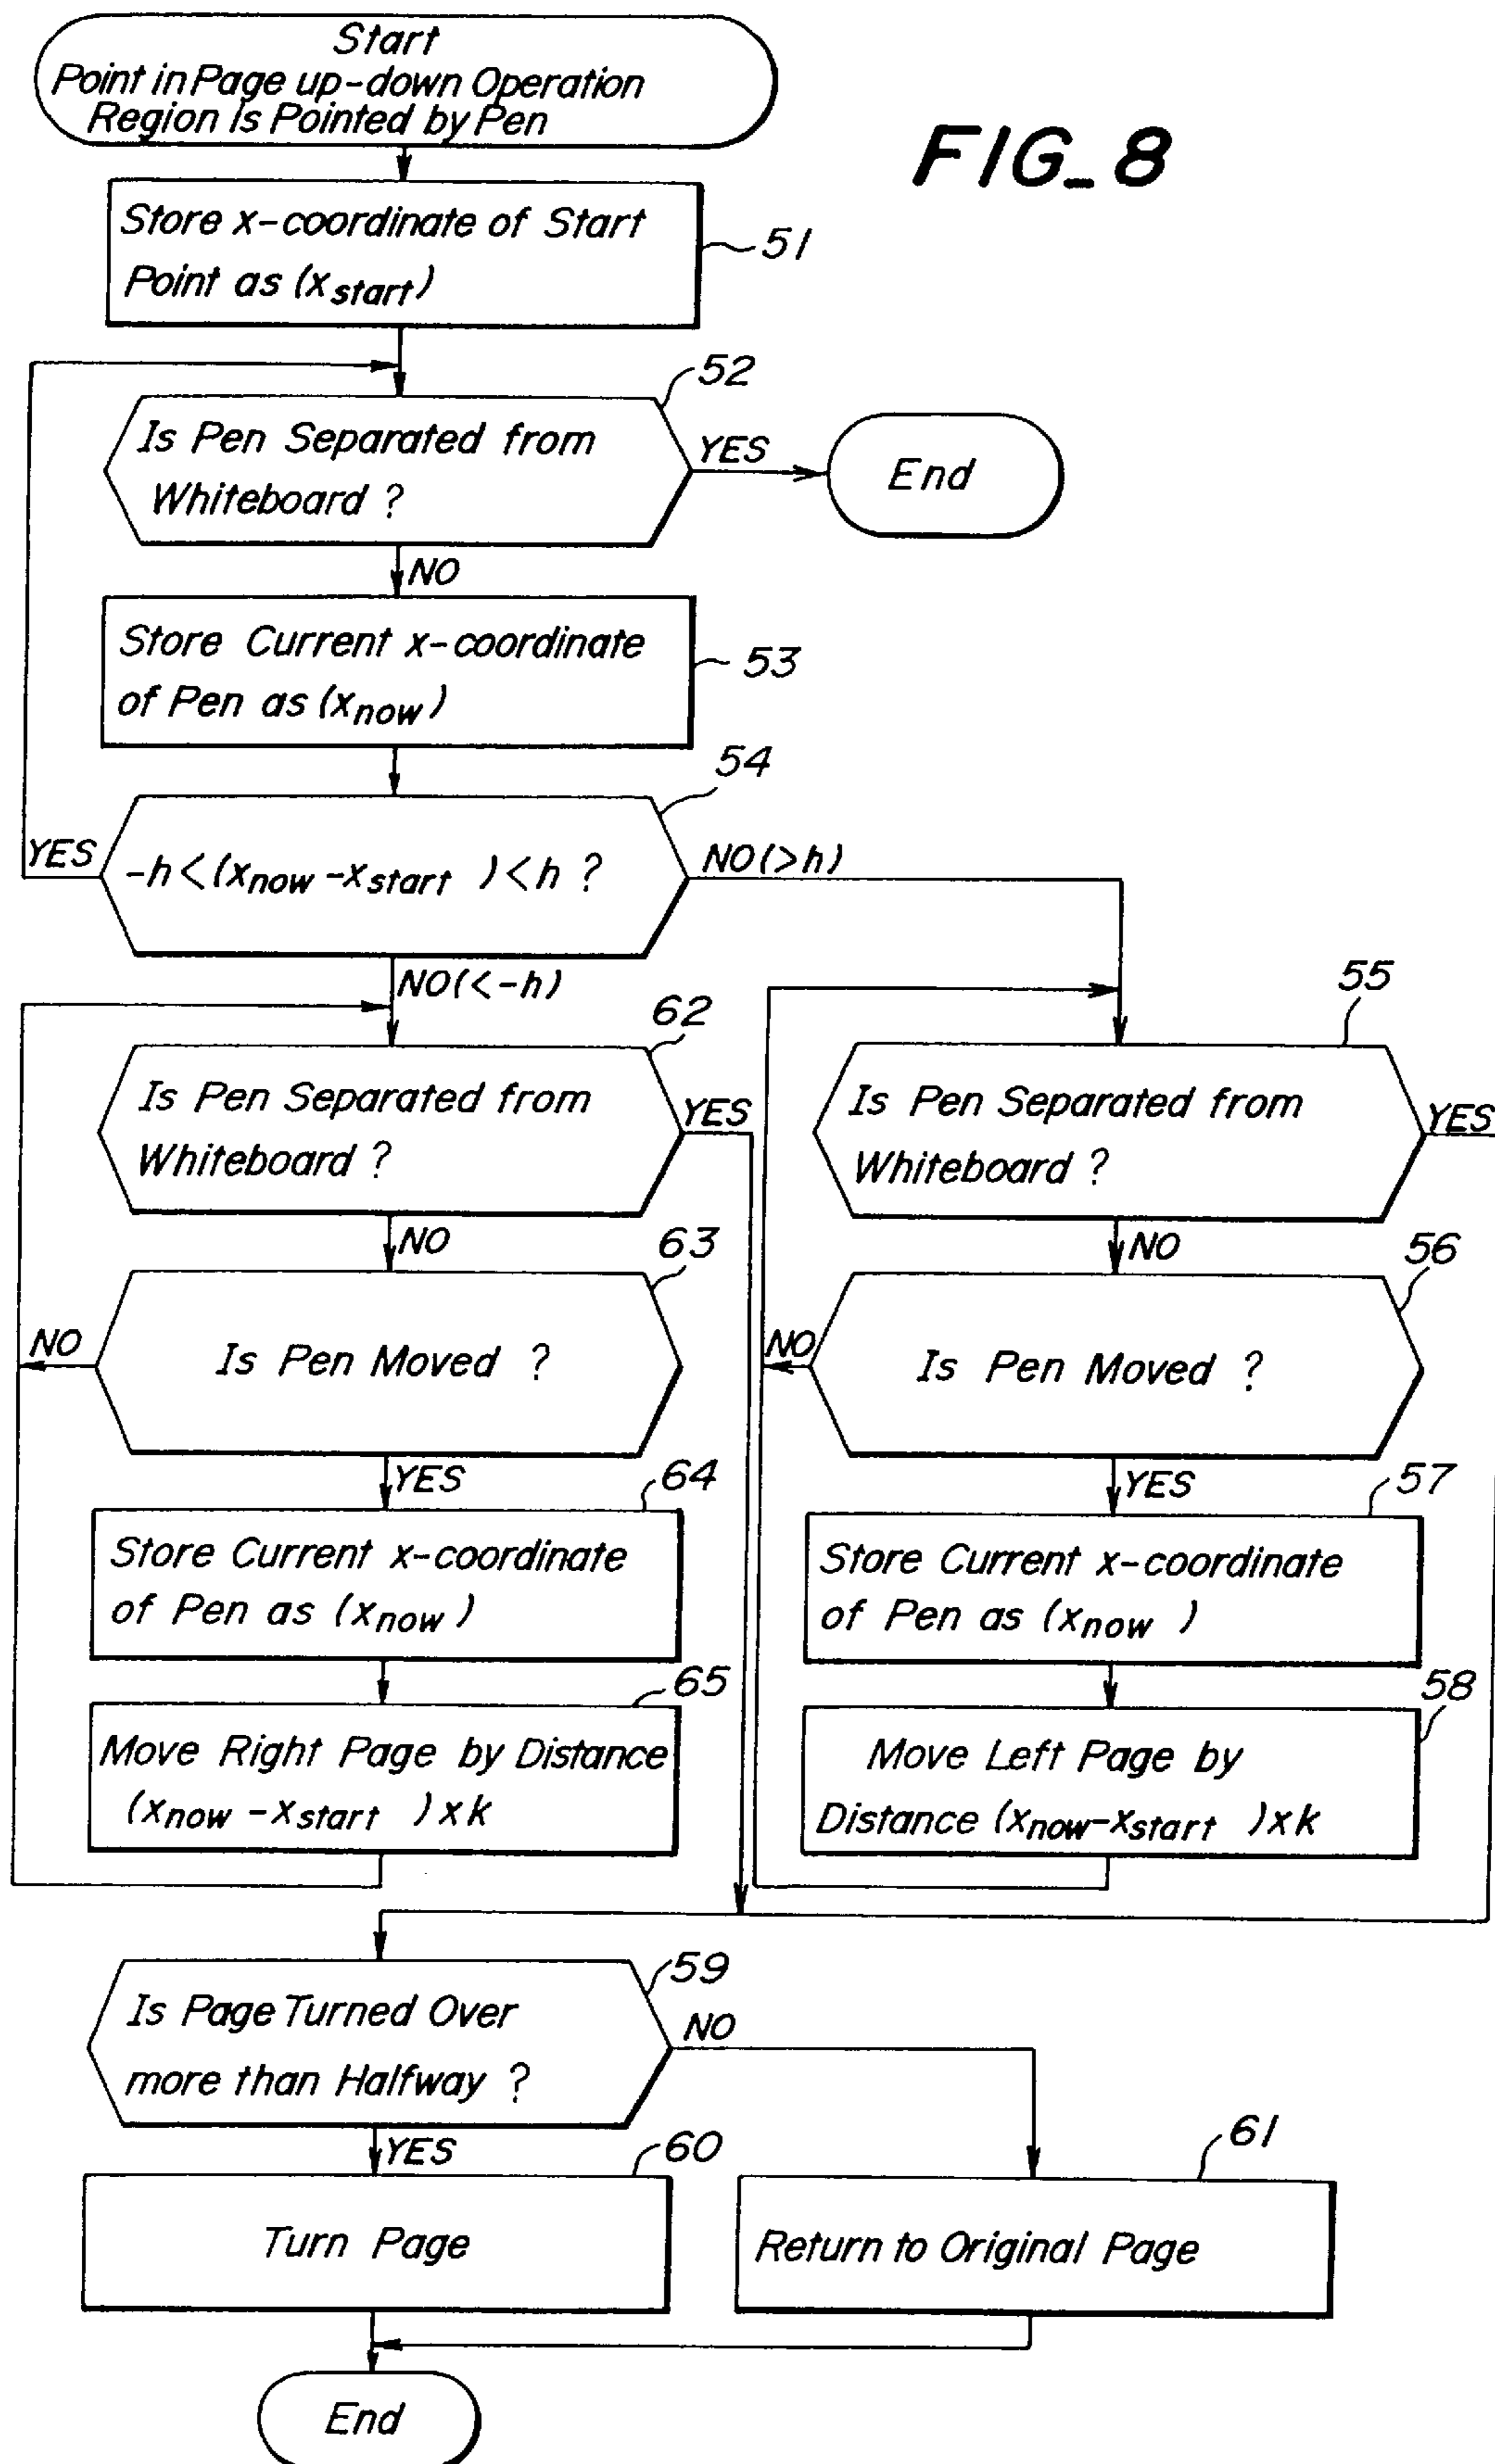 Start
Point in Page up-down Operation
Region Is Pointed by Pen
FIG_8
Store x-coordinate of Start
Point as (xstart)
51
52
Is Pen Separated from
Whiteboard ?
YES
End
NO
Store Current x-coordinate
of Pen as (xnow)
53
54
YES
-h<(xnow-xstart )<h ?
NO(>h)
NO(<-h)
62
Is Pen Separated from
Whiteboard ?
YES
55
Is Pen Separated from
Whiteboard ?
YES
NO
63
NO
Is Pen Moved ?
NO
56
NO
Is Pen Moved ?
YES
64
Store Current x-coordinate
of Pen as (xnow )
YES
57
Store Current x-coordinate
of Pen as (xnow )
65
Move Right Page by Distance
(xnow-xstart )xk
58
Move Left Page by
Distance (xnow-xstart )xk
59
Is Page Turned Over
more than Halfway ?
NO
YES
60
Turn Page
61
Return to Original Page
End